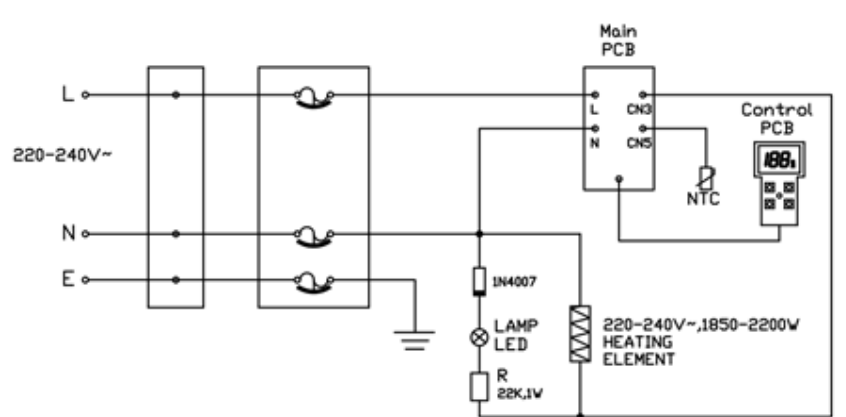 Main
PCB
L
L
CN3
Control
PCB
N
CN5
188%
220-240V~
NTC
N
E
1N4007
LAMP
LED
220-240V~,1850-2200W
HEATING
ELEMENT
R
22K,1W